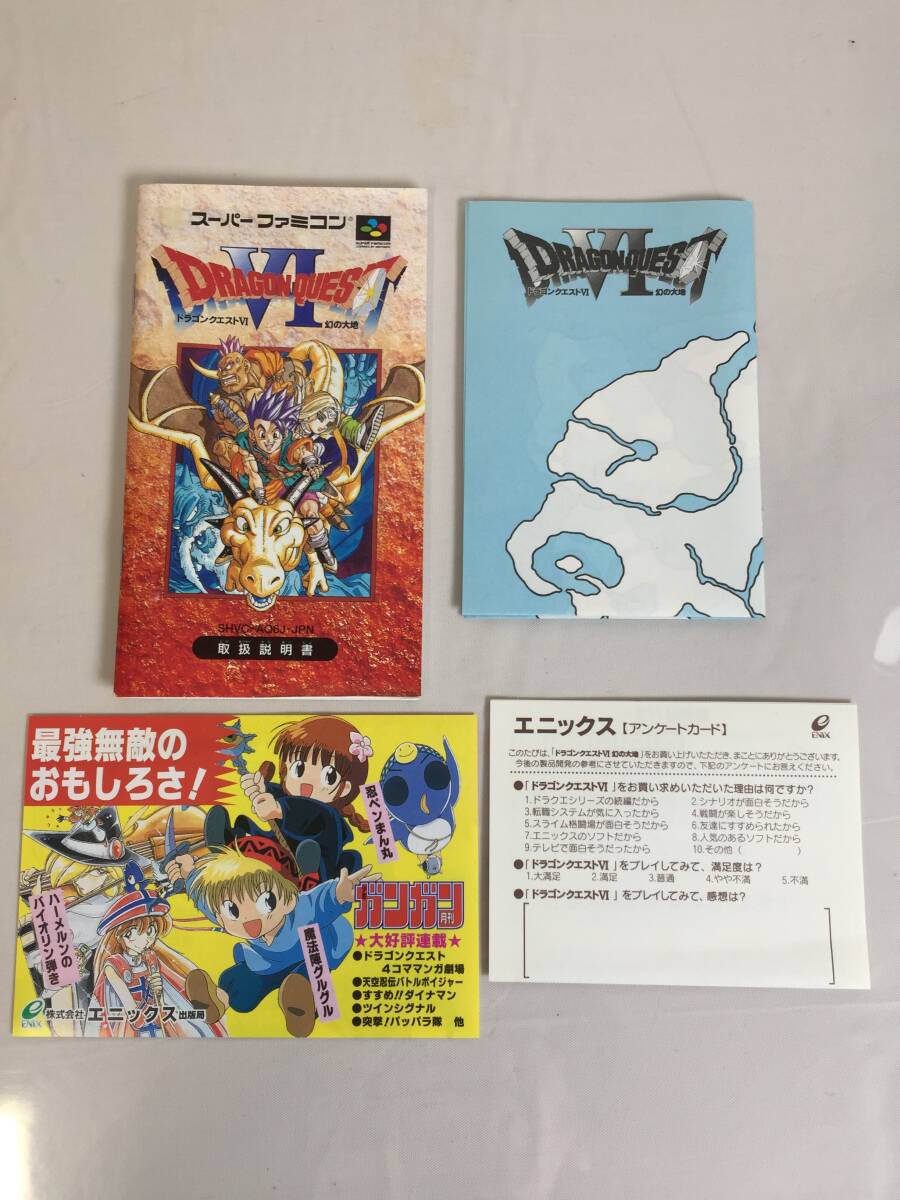 スーパーファミコン®
SUPER FAMICOM
DRAGON QUEST
VI
ドラゴンクエストVI 幻の大地
SHVC-AQ6J-JPN
取扱説明書
DRAGON QUEST
VI
ドラゴンクエストVI 幻の大地
最強無敵の
おもしろさ!
忍ペンまん丸
ハーメルンの
バイオリン弾き
魔法陣グルグル
月刊
ガンガン
★大好評連載★
●ドラゴンクエスト
4コママンガ劇場
●天空忍伝バトルボイジャー
●すすめ!!ダイナマン
●ツインシグナル
●突撃!パッパラ隊 他
ENIX 株式会社エニックス出版局
エニックス【アンケートカード】
ENIX
このたびは、「ドラゴンクエストVI 幻の大地」をお買い上げいただき、まことにありがとうございます。
今後の製品開発の参考にさせていただきますので、下記のアンケートにお答えください。
●「ドラゴンクエストVI」をお買い求めいただいた理由は何ですか?
1.ドラクエシリーズの続編だから 2.シナリオが面白そうだから
3.転職システムが気に入ったから 4.戦闘が楽しそうだから
5.スライム格闘場が面白そうだから 6.友達にすすめられたから
7.エニックスのソフトだから 8.人気のあるソフトだから
9.テレビで面白そうだったから 10.その他( )
●「ドラゴンクエストVI」をプレイしてみて、満足度は?
1.大満足 2.満足 3.普通 4.やや不満 5.不満
●「ドラゴンクエストVI」をプレイしてみて、感想は?